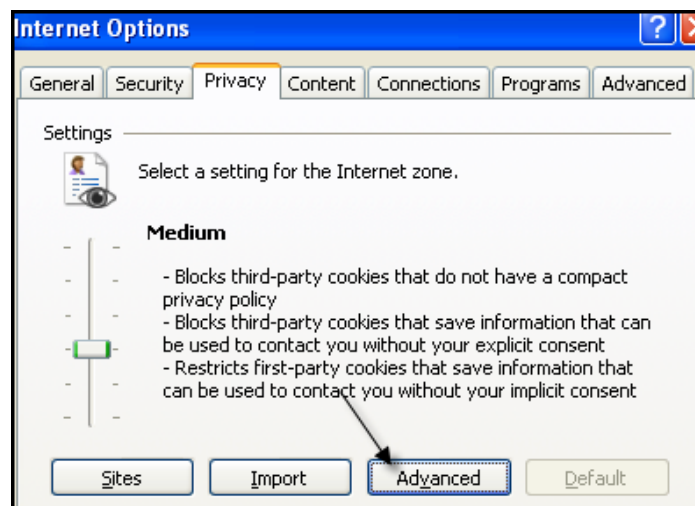 Internet Options
?
General Security Privacy Content Connections Programs Advanced
Settings
Select a setting for the Internet zone.
Medium
- Blocks third-party cookies that do not have a compact
privacy policy
- Blocks third-party cookies that save information that can
be used to contact you without your explicit consent
- Restricts first-party cookies that save information that
can be used to contact you without your implicit consent
Sites Import Advanced Default